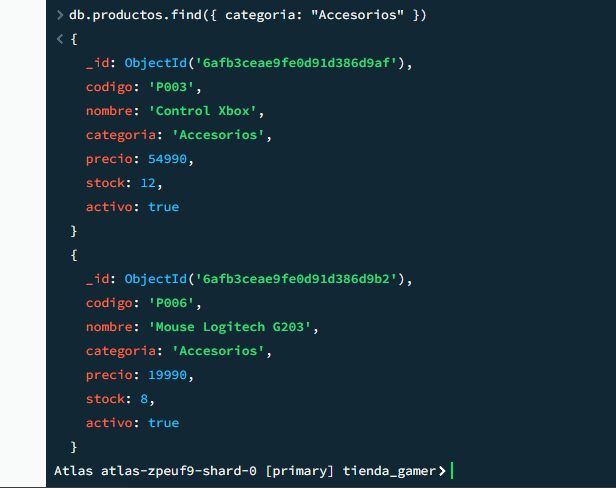 > db.productos.find({ categoria: "Accesorios" })
< {
_id: ObjectId('6afb3ceae9fe0d91d386d9af'),
codigo: 'P003',
nombre: 'Control Xbox',
categoria: 'Accesorios',
precio: 54990,
stock: 12,
activo: true
}
{
_id: ObjectId('6afb3ceae9fe0d91d386d9b2'),
codigo: 'P006',
nombre: 'Mouse Logitech G203',
categoria: 'Accesorios',
precio: 19990,
stock: 8,
activo: true
}
Atlas atlas-zpeuf9-shard-0 [primary] tienda_gamer>